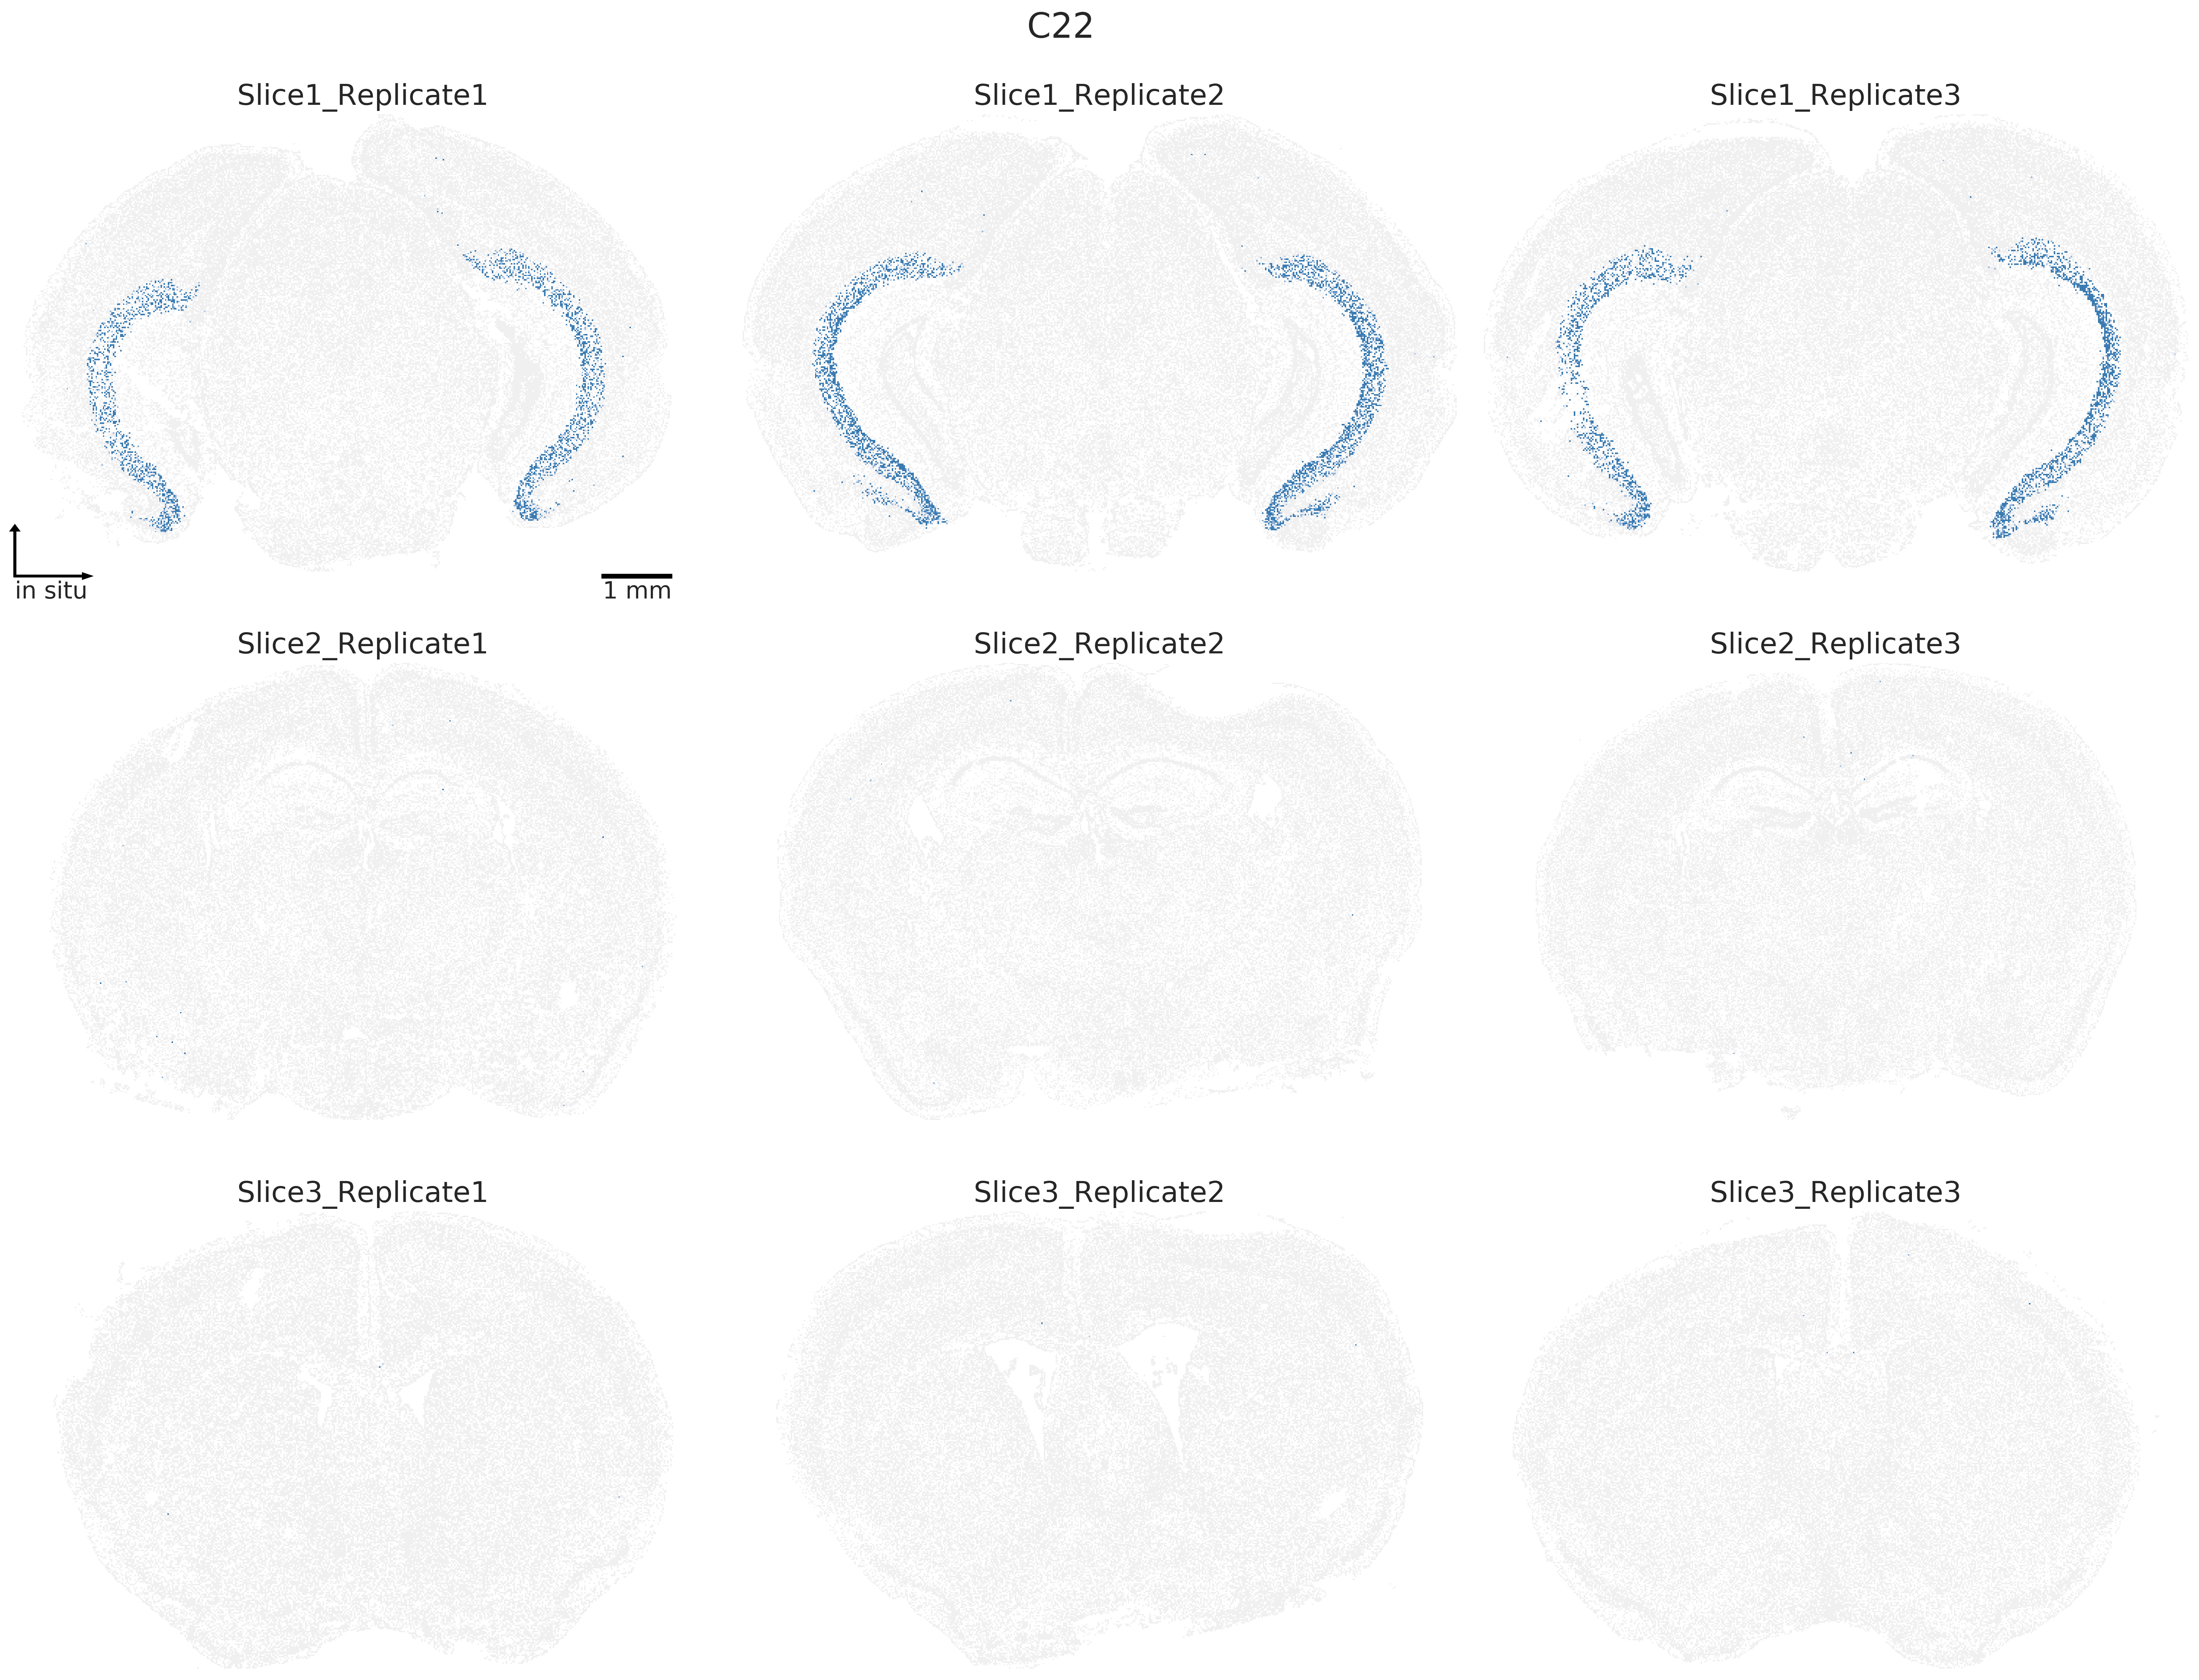 C22
Slice1_Replicate1
Slice1_Replicate2
Slice1_Replicate3
in situ
1 mm
Slice2_Replicate1
Slice2_Replicate2
Slice2_Replicate3
Slice3_Replicate1
Slice3_Replicate2
Slice3_Replicate3